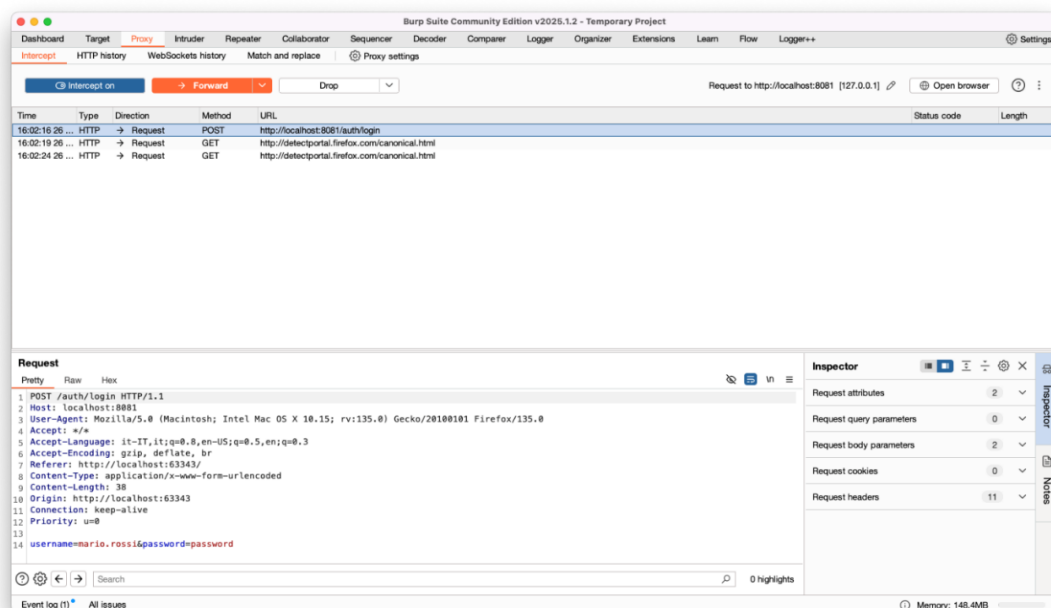 Burp Suite Community Edition v2025.1.2 - Temporary Project
Dashboard Target Proxy Intruder Repeater Collaborator Sequencer Decoder Comparer Logger Organizer Extensions Learn Flow Logger++ Settings
Intercept HTTP history WebSockets history Match and replace Proxy settings
Intercept on → Forward Drop Request to http://localhost:8081 [127.0.0.1] Open browser
Time Type Direction Method URL Status code Length
16:02:16 26 ... HTTP → Request POST http://localhost:8081/auth/login
16:02:19 26 ... HTTP → Request GET http://detectportal.firefox.com/canonical.html
16:02:24 26 ... HTTP → Request GET http://detectportal.firefox.com/canonical.html
Request
Pretty Raw Hex \n
1 POST /auth/login HTTP/1.1
2 Host: localhost:8081
3 User-Agent: Mozilla/5.0 (Macintosh; Intel Mac OS X 10.15; rv:135.0) Gecko/20100101 Firefox/135.0
4 Accept: */*
5 Accept-Language: it-IT,it;q=0.8,en-US;q=0.5,en;q=0.3
6 Accept-Encoding: gzip, deflate, br
7 Referer: http://localhost:63343/
8 Content-Type: application/x-www-form-urlencoded
9 Content-Length: 38
10 Origin: http://localhost:63343
11 Connection: keep-alive
12 Priority: u=0
13
14 username=mario.rossi&password=password
Search 0 highlights
Inspector
Request attributes 2
Request query parameters 0
Request body parameters 2
Request cookies 0
Request headers 11
Inspector
Notes
Event log (1) All issues Memory: 148.4MB